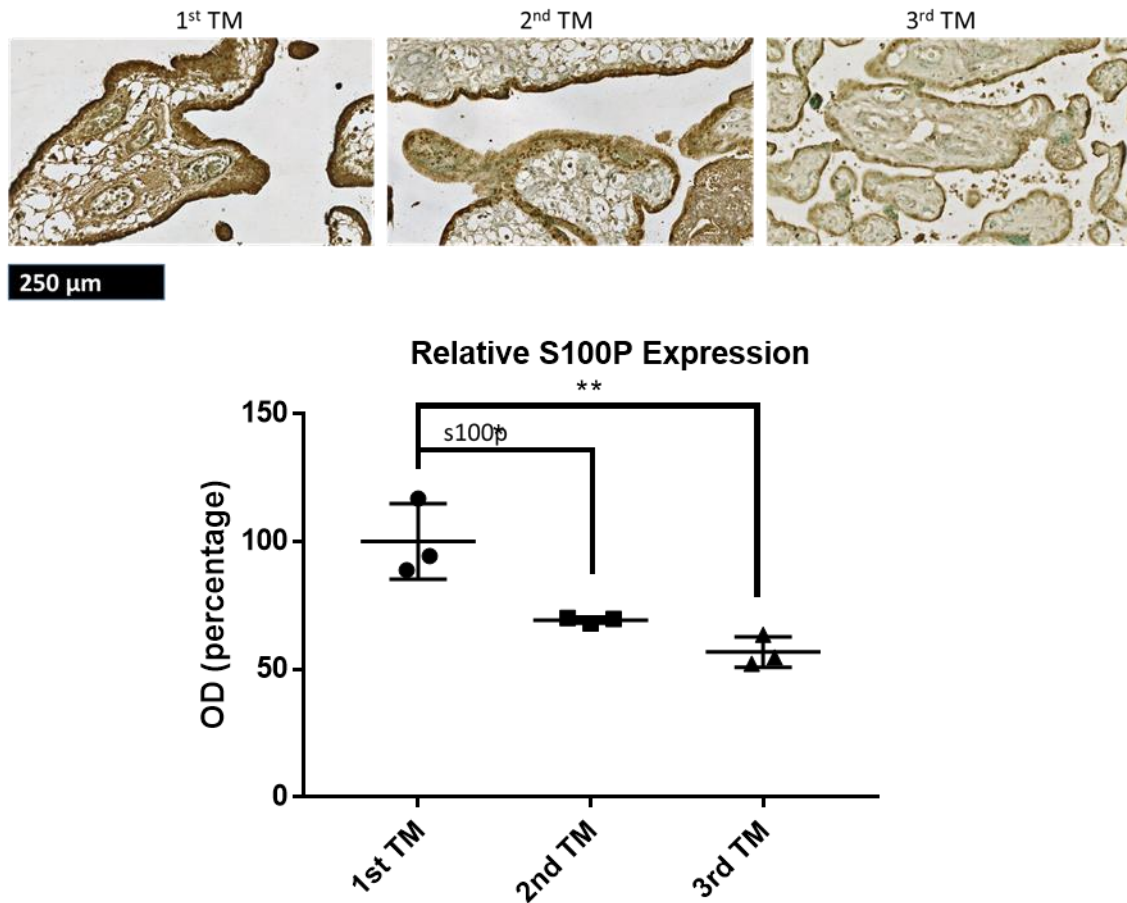 1st TM
2nd TM
3rd TM
250 µm
Relative S100P Expression
**
s100p
*
150
100
50
0
OD (percentage)
1st TM
2nd TM
3rd TM